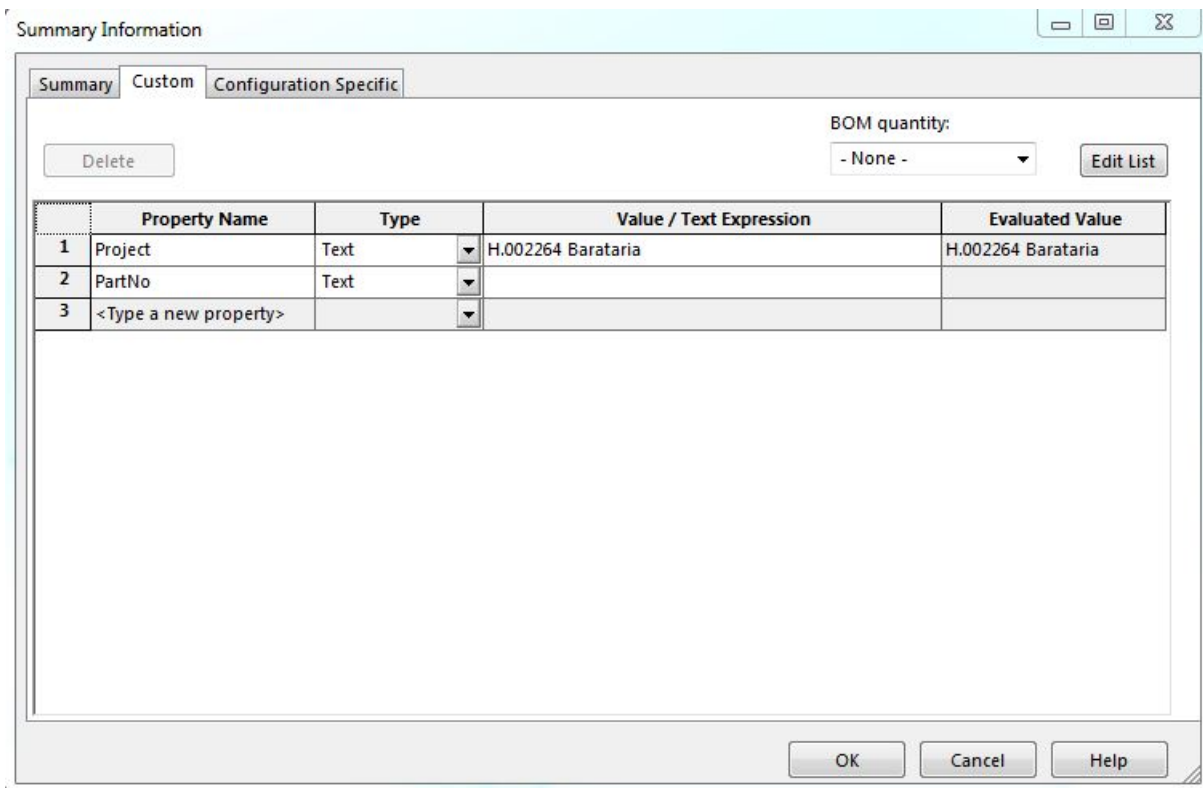 Summary Information
Summary Custom Configuration Specific
BOM quantity:
Delete - None - Edit List
Property Name Type Value / Text Expression Evaluated Value
1 Project Text H.002264 Barataria H.002264 Barataria
2 PartNo Text
3 <Type a new property>
OK Cancel Help